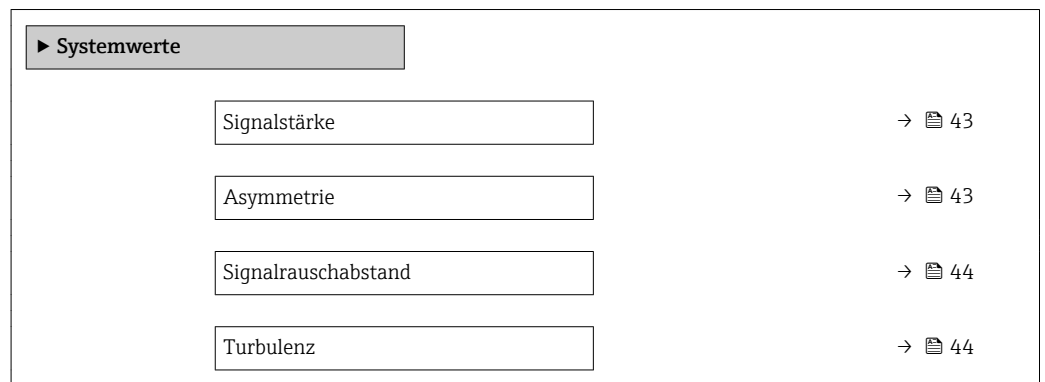 ▶ Systemwerte
Signalstärke → 43
Asymmetrie → 43
Signalrauschabstand → 44
Turbulenz → 44